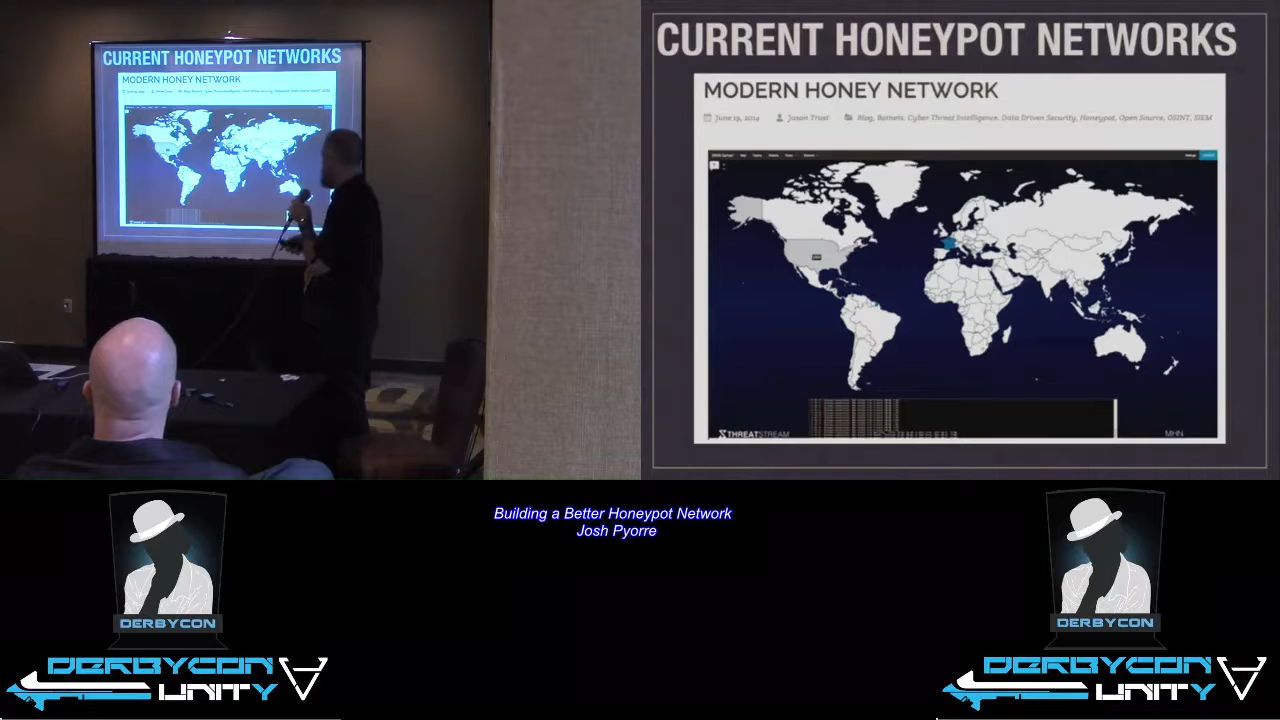 CURRENT HONEYPOT NETWORKS
MODERN HONEY NETWORK
CURRENT HONEYPOT NETWORKS
MODERN HONEY NETWORK
June 19, 2014 Jason Trost Blog, Botnets, Cyber Threat Intelligence, Data Driven Security, Honeypot, Open Source, OSINT, SIEM
THREATSTREAM
MHN
Building a Better Honeypot Network
Josh Pyorre
DERBYCON
DERBYCON
DERBYCON
UNITY
DERBYCON
UNITY